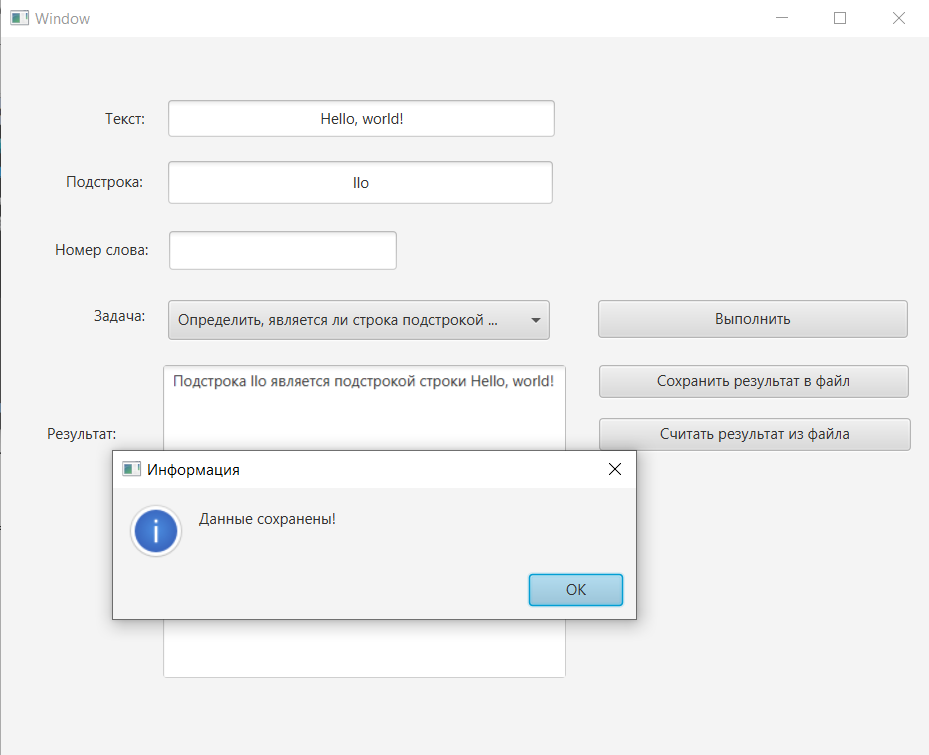 Window
Текст:
Hello, world!
Подстрока:
llo
Номер слова:
Задача:
Определить, является ли строка подстрокой ...
Выполнить
Подстрока llo является подстрокой строки Hello, world!
Сохранить результат в файл
Результат:
Считать результат из файла
Информация
Данные сохранены!
OK